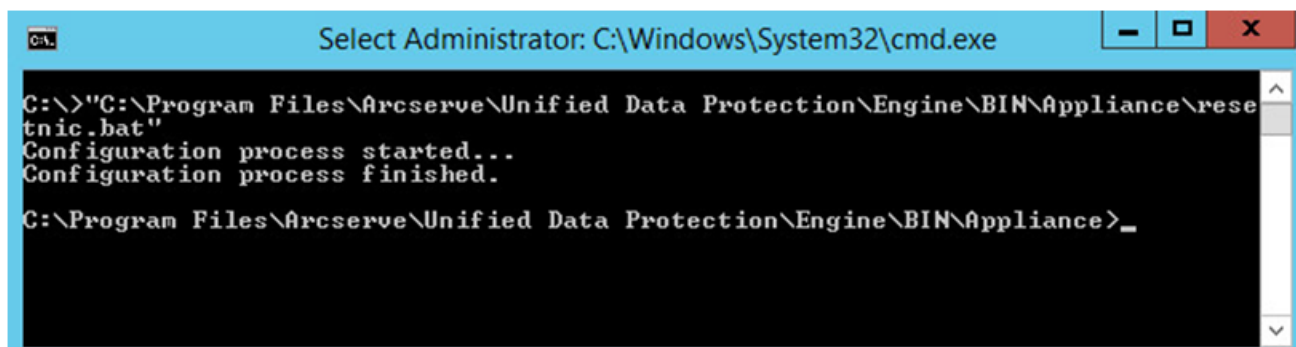 Select Administrator: C:\Windows\System32\cmd.exe
C:\>"C:\Program Files\Arcserve\Unified Data Protection\Engine\BIN\Appliance\rese
tnic.bat"
Configuration process started...
Configuration process finished.
C:\Program Files\Arcserve\Unified Data Protection\Engine\BIN\Appliance>_